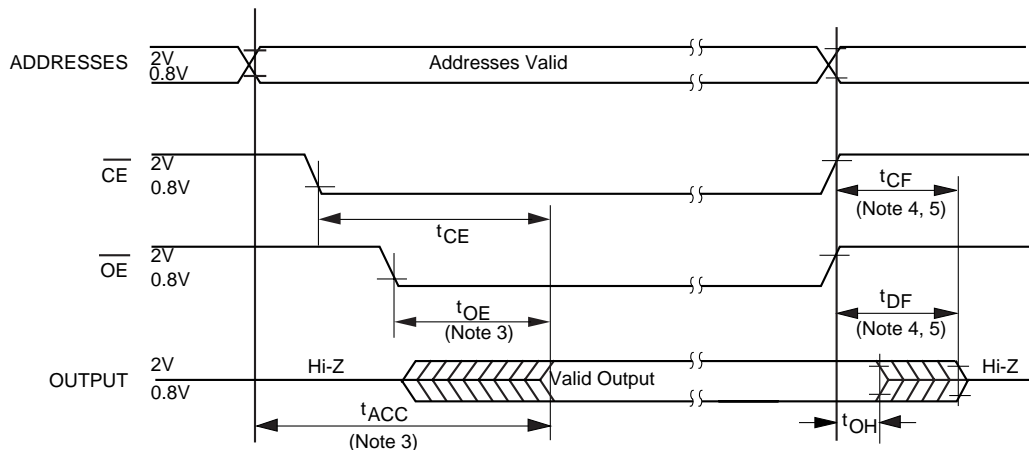 ADDRESSES
2V
0.8V
Addresses Valid
CE
2V
0.8V
tCF
(Note 4, 5)
tCE
OE
2V
0.8V
tOE
(Note 3)
tDF
(Note 4, 5)
OUTPUT
2V
0.8V
Hi-Z
Valid Output
Hi-Z
tACC
(Note 3)
tOH